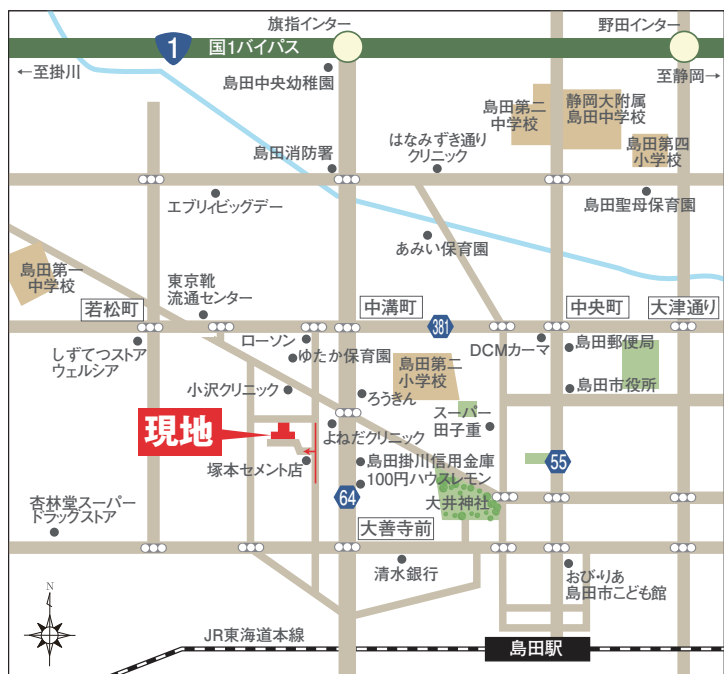 旗指インター
野田インター
1
国1バイパス
←至掛川
至静岡→
島田中央幼稚園
島田第二
中学校
静岡大附属
島田中学校
はなみずき通り
クリニック
島田第四
小学校
島田消防署
エブリィビッグデー
島田聖母保育園
あみい保育園
島田第一
中学校
東京靴
流通センター
若松町
中溝町
中央町
大津通り
381
しずてつストア
ウェルシア
ローソン
ゆたか保育園
DCMカーマ
島田郵便局
島田第二
小学校
小沢クリニック
ろうきん
島田市役所
スーパー
田子重
現地
よねだクリニック
塚本セメント店
島田掛川信用金庫
100円ハウスレモン
55
64
大井神社
杏林堂スーパー
ドラッグストア
大善寺前
清水銀行
おび・りあ
島田市こども館
N
JR東海道本線
島田駅